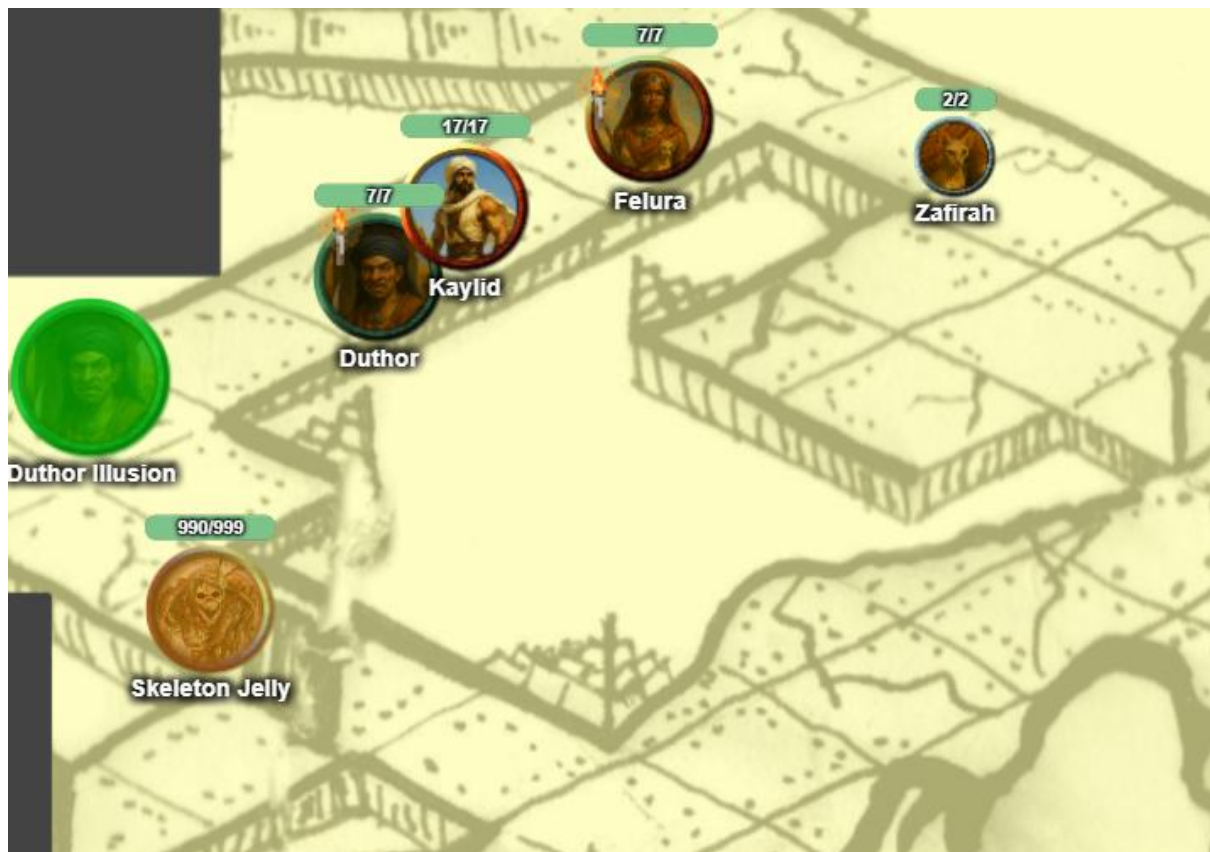 7/7
Felura
2/2
Zafirah
17/17
Kaylid
7/7
Duthor
Duthor Illusion
990/999
Skeleton Jelly